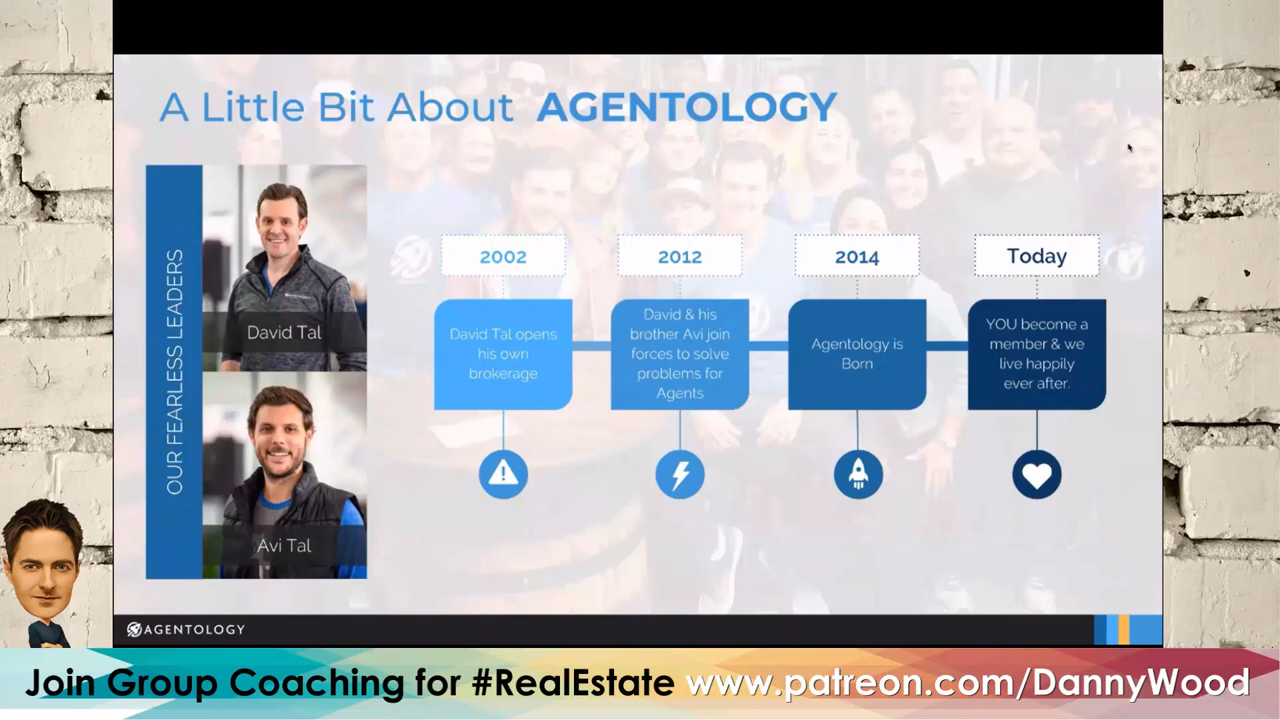 A Little Bit About AGENTOLOGY
OUR FEARLESS LEADERS
David Tal
Avi Tal
2002
David Tal opens
his own
brokerage
2012
David & his
brother Avi join
forces to solve
problems for
Agents
2014
Agentology is
Born
Today
YOU become a
member & we
live happily
ever after.
AGENTOLOGY
Join Group Coaching for #RealEstate www.patreon.com/DannyWood